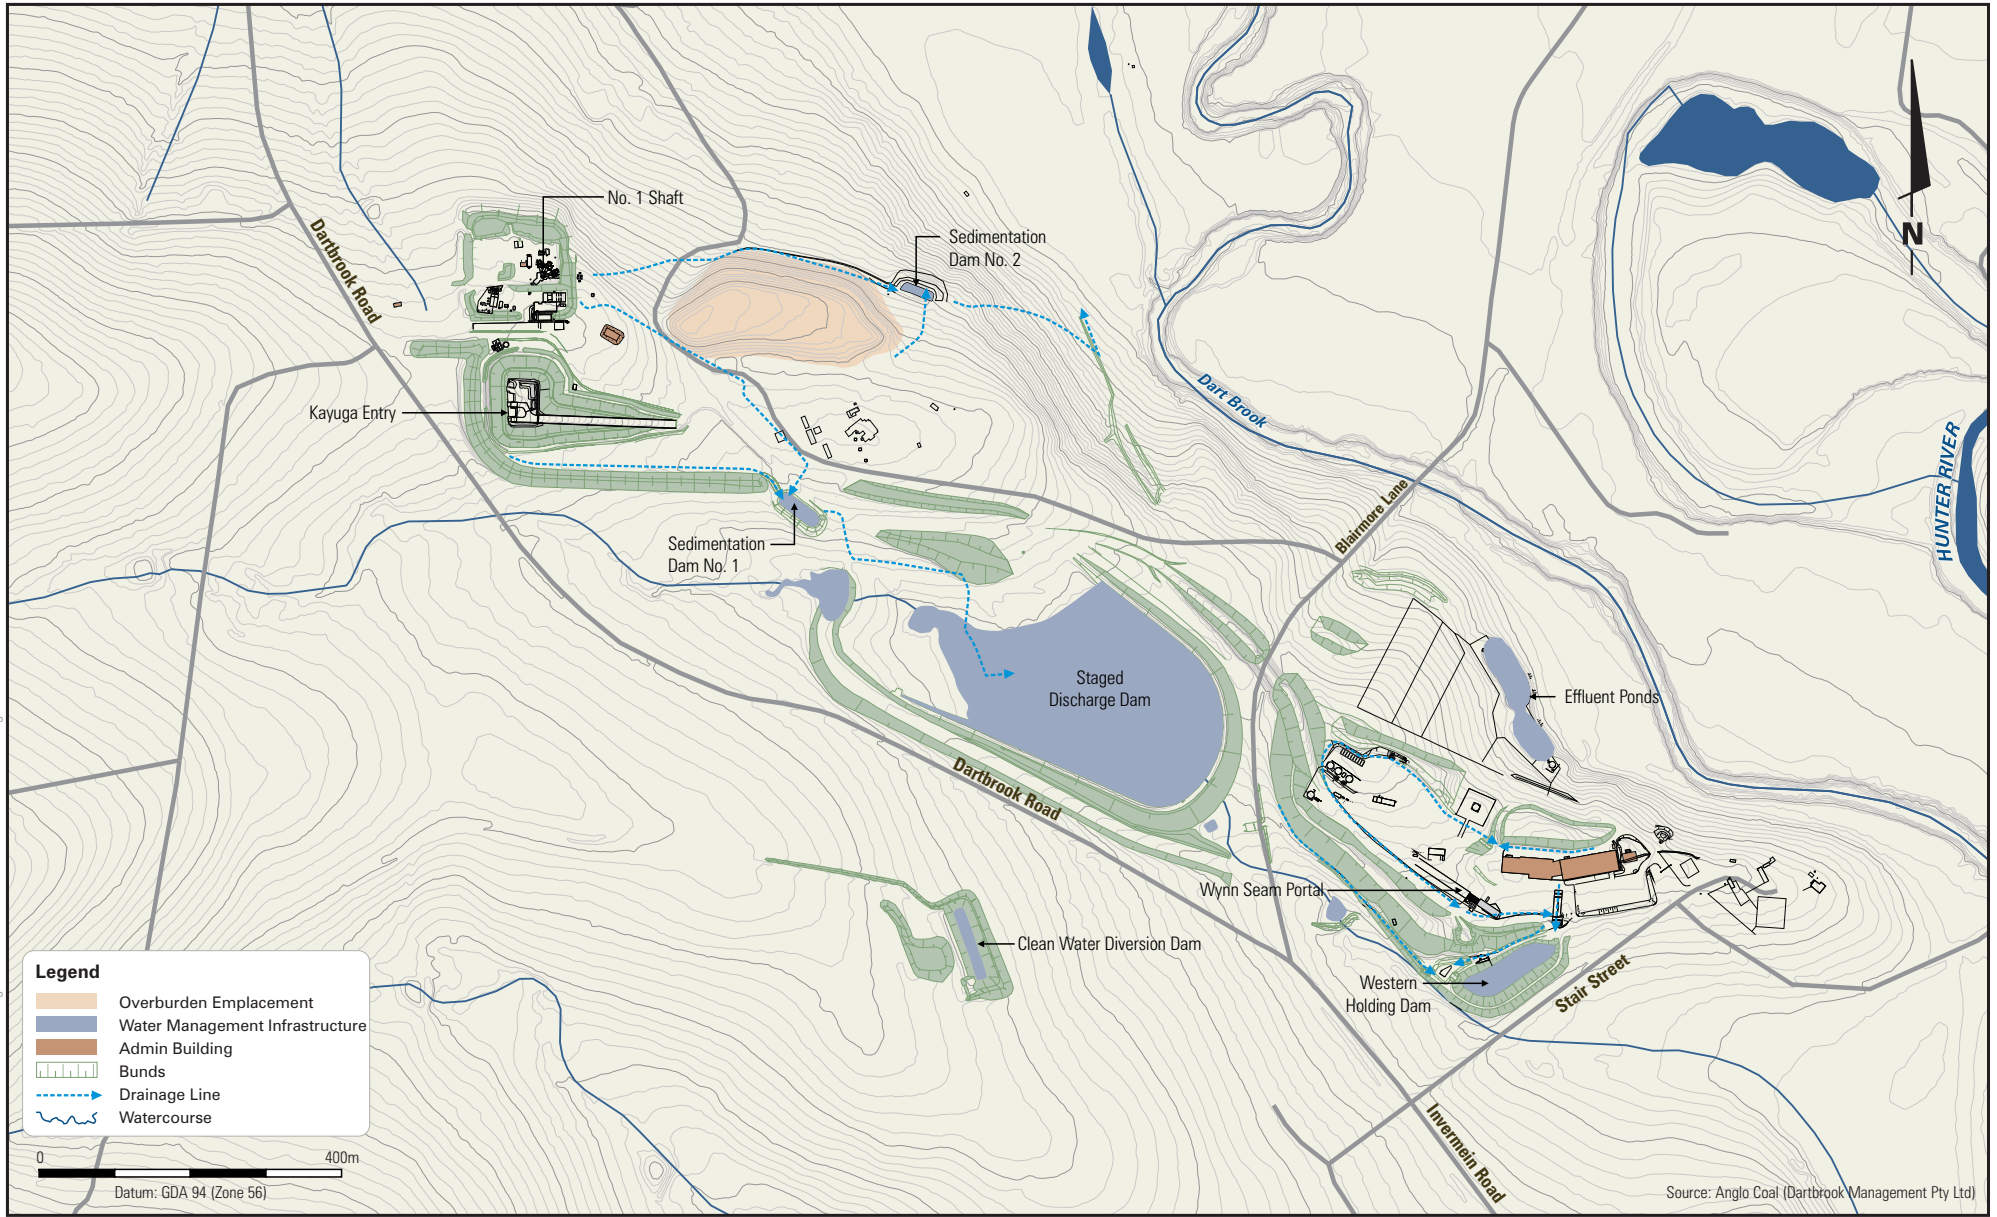 No. 1 Shaft
Sedimentation
Dam No. 2
Dartbrook Road
N
Kayuga Entry
Dart Brook
HUNTER RIVER
Blairmore Lane
Sedimentation
Dam No. 1
Staged
Discharge Dam
Effluent Ponds
Dartbrook Road
Wynn Seam Portal
Clean Water Diversion Dam
Western
Holding Dam
Stair Street
Invermein Road
Legend
Overburden Emplacement
Water Management Infrastructure
Admin Building
Bunds
Drainage Line
Watercourse
0 400m
Datum: GDA 94 (Zone 56)
Source: Anglo Coal (Dartbrook Management Pty Ltd)